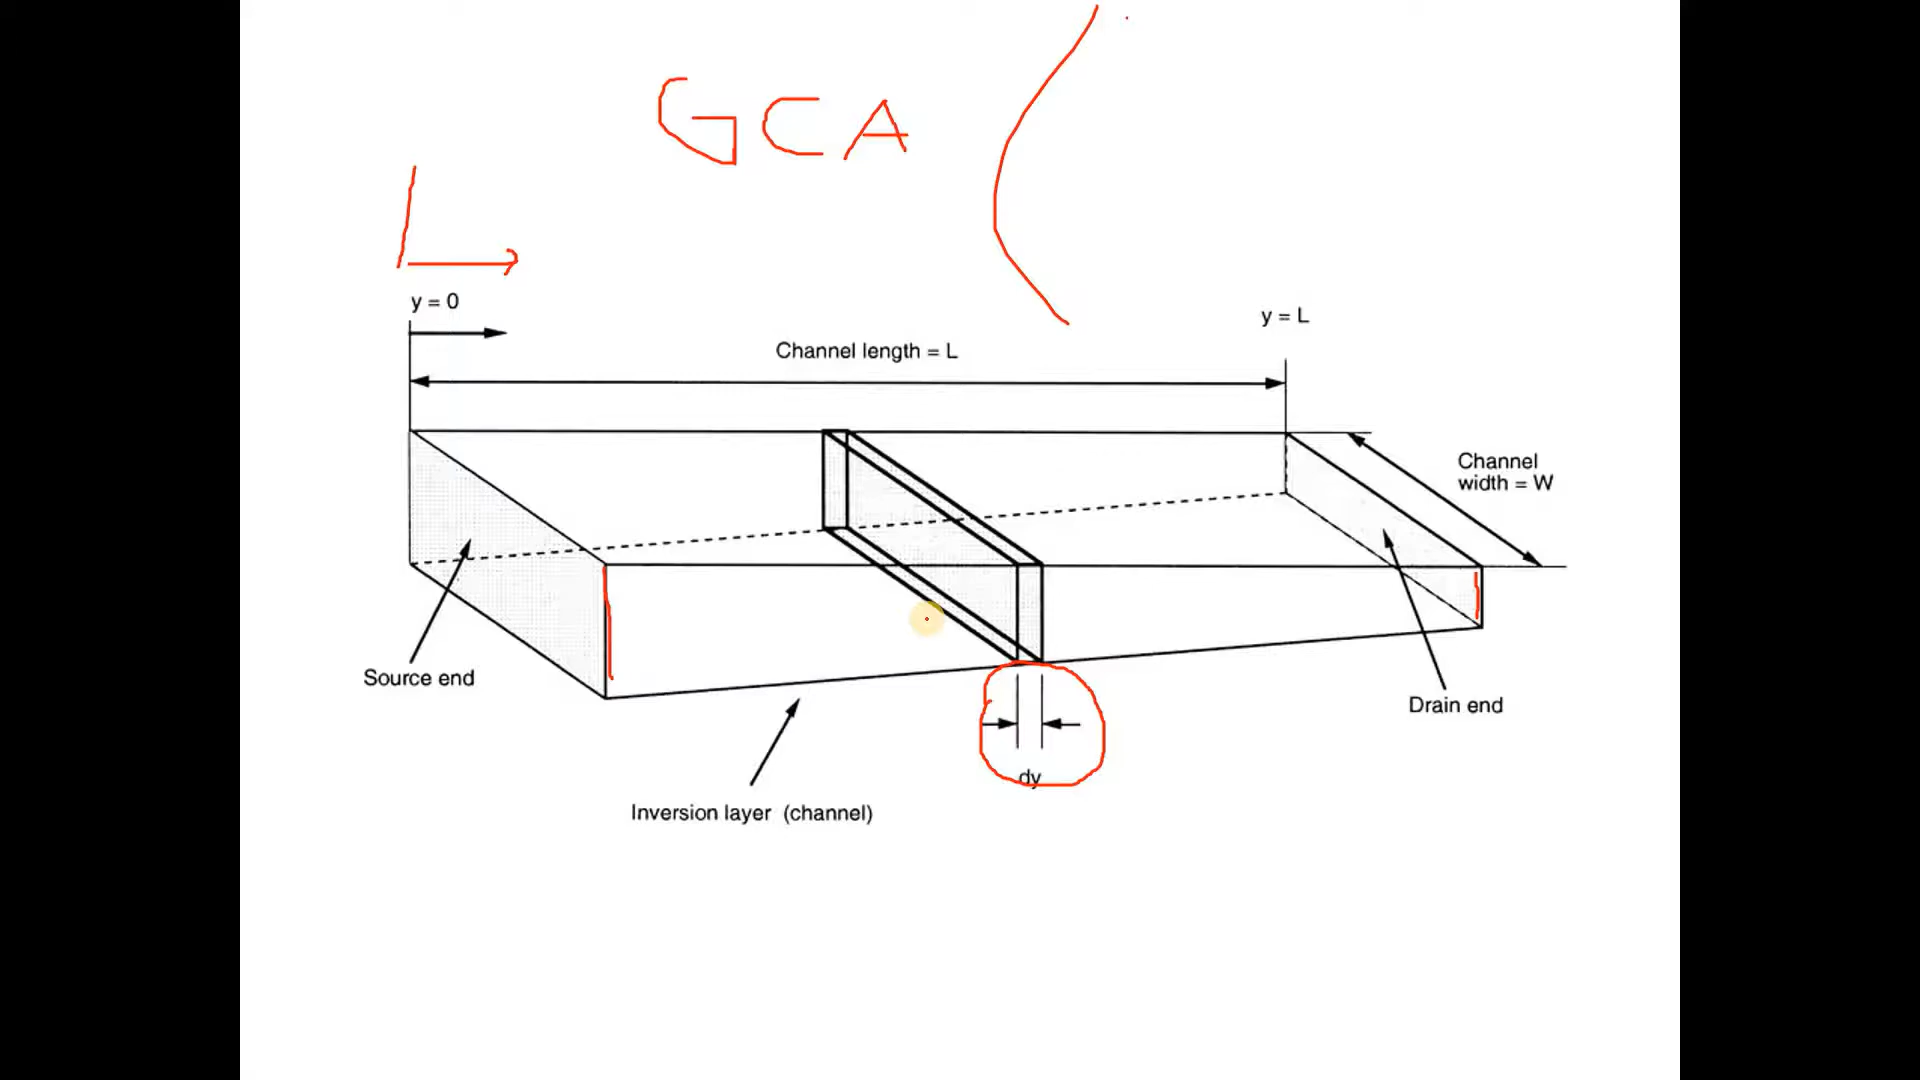 GCA
y = 0
y = L
Channel length = L
Channel
width = W
Source end
Drain end
dy
Inversion layer (channel)